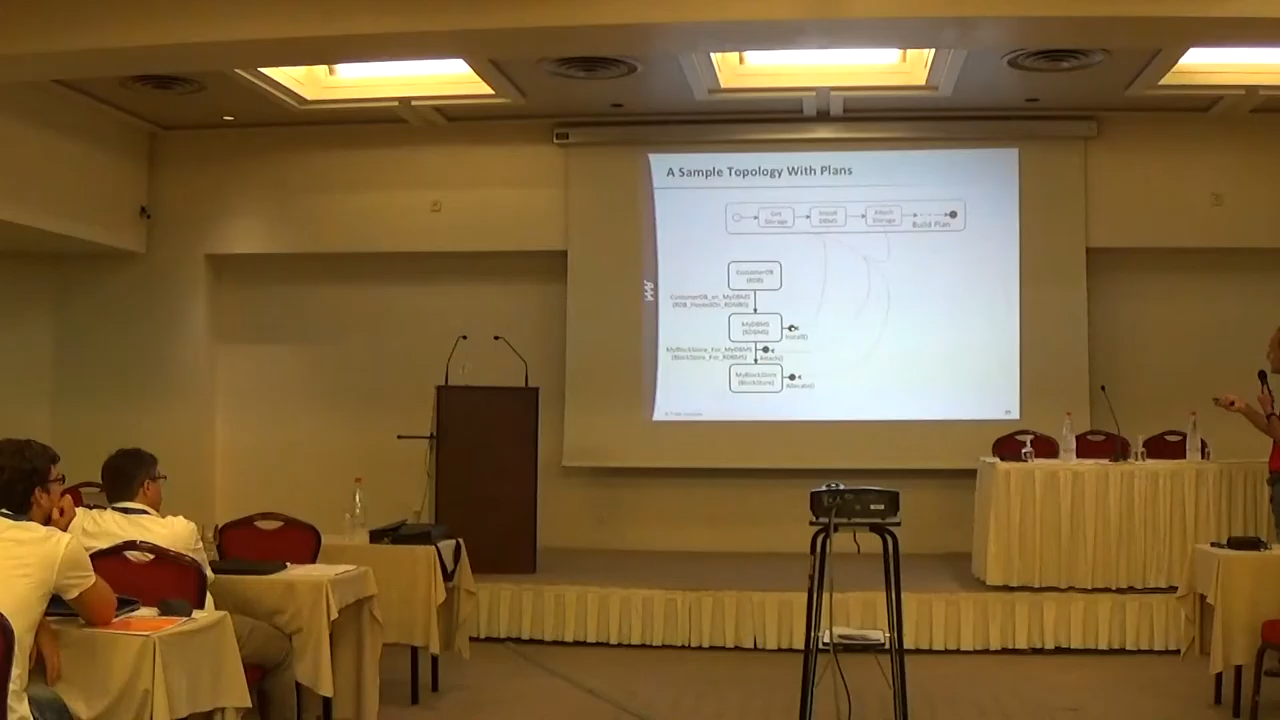 A Sample Topology With Plans
Get
Storage
Install
DBMS
Attach
Storage
Build Plan
CustomerDB
(RDB)
CustomerDB_on_MyDBMS
(RDB_HostedOn_RDMBS)
MyDBMS
(RDBMS)
Install()
MyBlockStore_For_MyDBMS
(BlockStore_For_RDBMS)
Attach()
MyBlockStore
(BlockStore)
Allocate()